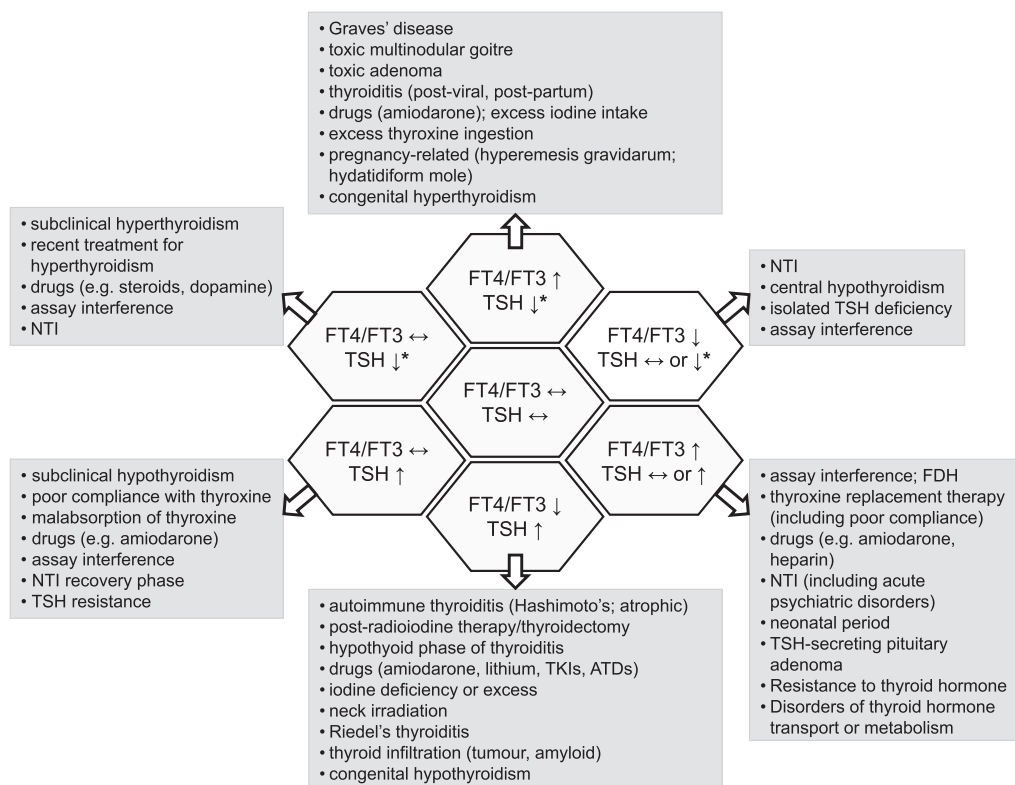 • Graves’ disease
• toxic multinodular goitre
• toxic adenoma
• thyroiditis (post-viral, post-partum)
• drugs (amiodarone); excess iodine intake
• excess thyroxine ingestion
• pregnancy-related (hyperemesis gravidarum;
hydatidiform mole)
• congenital hyperthyroidism
• subclinical hyperthyroidism
• recent treatment for
hyperthyroidism
• drugs (e.g. steroids, dopamine)
• assay interference
• NTI
FT4/FT3 ↑
TSH ↓*
• NTI
• central hypothyroidism
• isolated TSH deficiency
• assay interference
FT4/FT3 ↔
TSH ↓*
FT4/FT3 ↓
TSH ↔ or ↓*
FT4/FT3 ↔
TSH ↔
FT4/FT3 ↔
TSH ↑
FT4/FT3 ↑
TSH ↔ or ↑
• subclinical hypothyroidism
• poor compliance with thyroxine
• malabsorption of thyroxine
• drugs (e.g. amiodarone)
• assay interference
• NTI recovery phase
• TSH resistance
FT4/FT3 ↓
TSH ↑
• assay interference; FDH
• thyroxine replacement therapy
(including poor compliance)
• drugs (e.g. amiodarone,
heparin)
• NTI (including acute
psychiatric disorders)
• neonatal period
• TSH-secreting pituitary
adenoma
• Resistance to thyroid hormone
• Disorders of thyroid hormone
transport or metabolism
• autoimmune thyroiditis (Hashimoto’s; atrophic)
• post-radioiodine therapy/thyroidectomy
• hypothyoid phase of thyroiditis
• drugs (amiodarone, lithium, TKIs, ATDs)
• iodine deficiency or excess
• neck irradiation
• Riedel’s thyroiditis
• thyroid infiltration (tumour, amyloid)
• congenital hypothyroidism